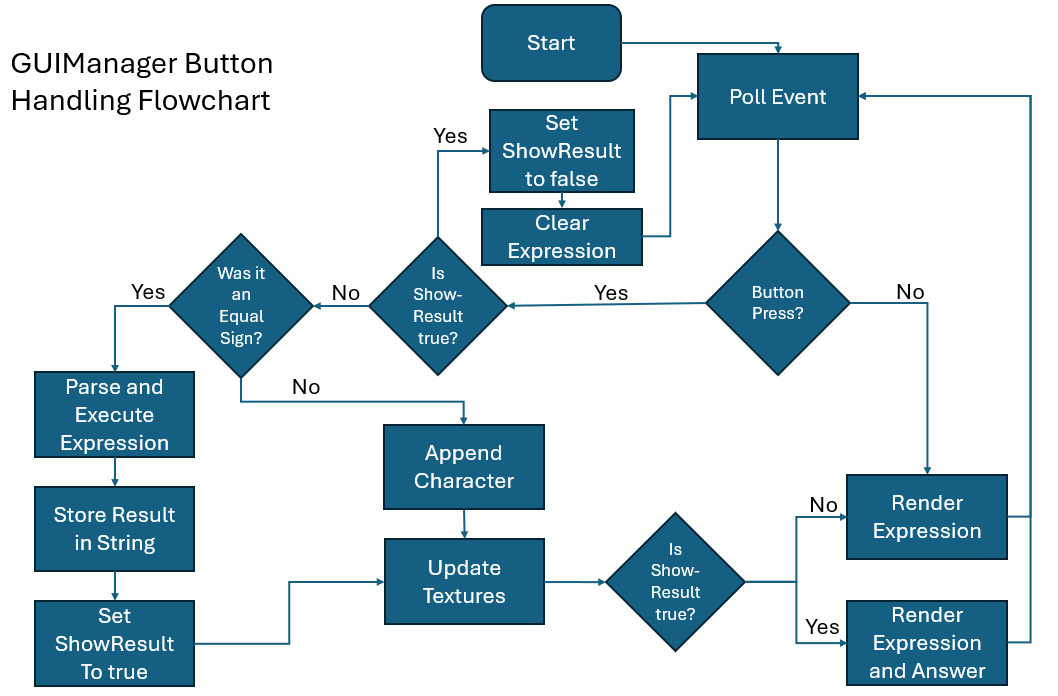 GUIManager Button
Handling Flowchart
Start
Poll Event
Yes
Set
ShowResult
to false
Clear
Expression
Was it
an
Equal
Sign?
Yes
No
Is
Show-
Result
true?
Yes
Button
Press?
No
Parse and
Execute
Expression
No
Append
Character
Store Result
in String
Set
ShowResult
To true
Update
Textures
Is
Show-
Result
true?
No
Render
Expression
Yes
Render
Expression
and Answer